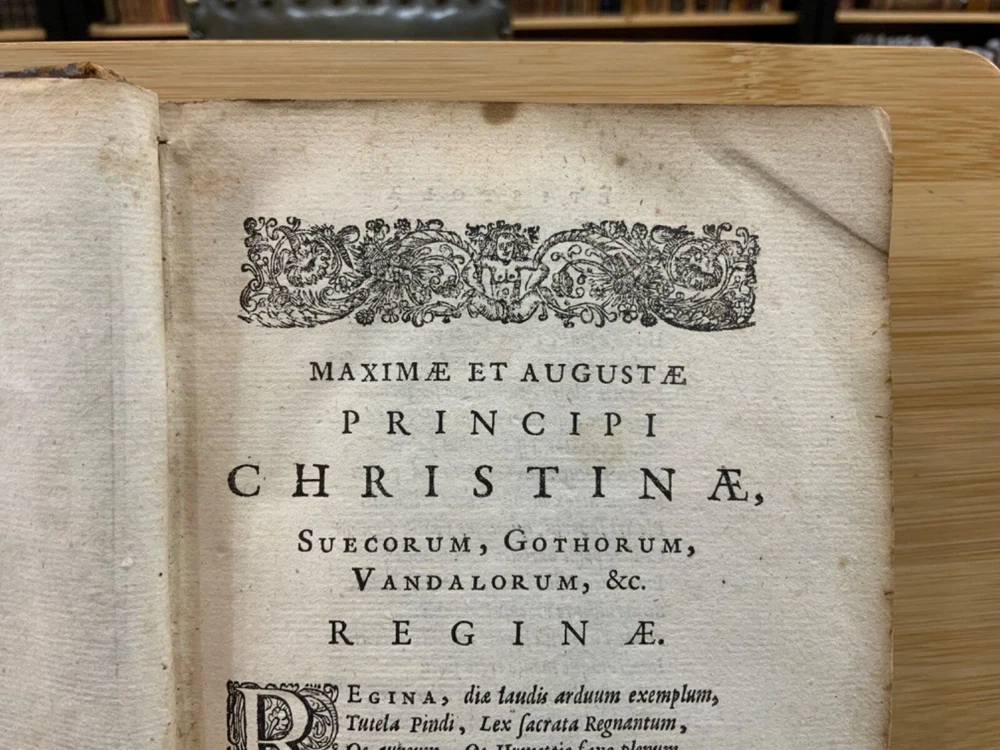 MAXIMÆ ET AUGUSTÆ
PRINCIPI
CHRISTINÆ,
SUECORUM, GOTHORUM,
VANDALORUM, &c.
REGINÆ.
REGINA, diæ laudis arduum exemplum,
Tutela Pindi, Lex ſacrata Regnantum,